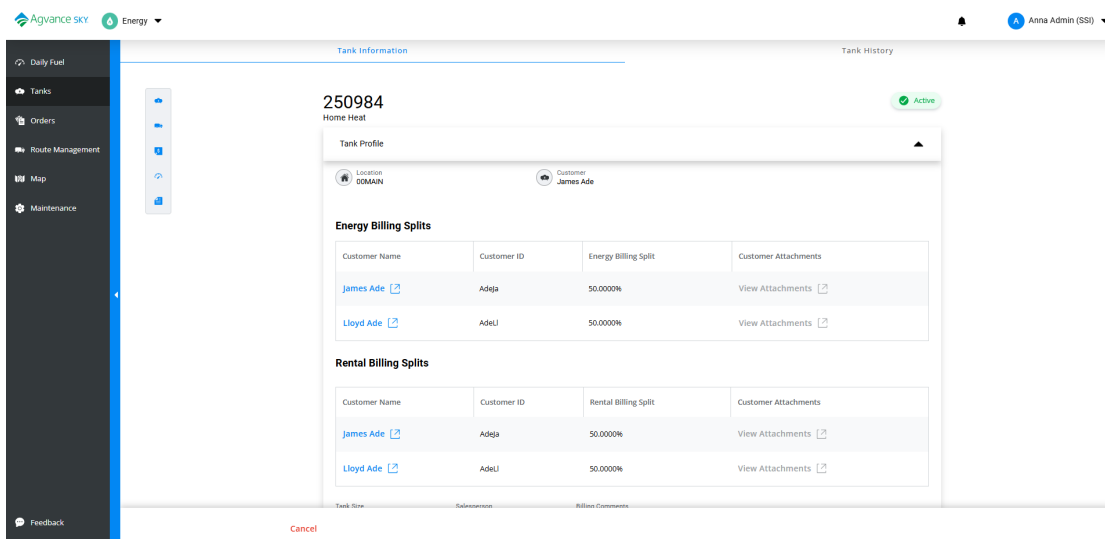 Agvance SKY Energy
A Anna Admin (SSI)
Tank Information Tank History
Daily Fuel
Tanks
Orders
Route Management
Map
Maintenance
Feedback
250984
Home Heat
Active
Tank Profile
Location
00MAIN
Customer
James Ade
Energy Billing Splits
Customer Name Customer ID Energy Billing Split Customer Attachments
James Ade AdeJa 50.0000% View Attachments
Lloyd Ade AdeLl 50.0000% View Attachments
Rental Billing Splits
Customer Name Customer ID Rental Billing Split Customer Attachments
James Ade AdeJa 50.0000% View Attachments
Lloyd Ade AdeLl 50.0000% View Attachments
Tank Size Salesperson Billing Comments
Cancel